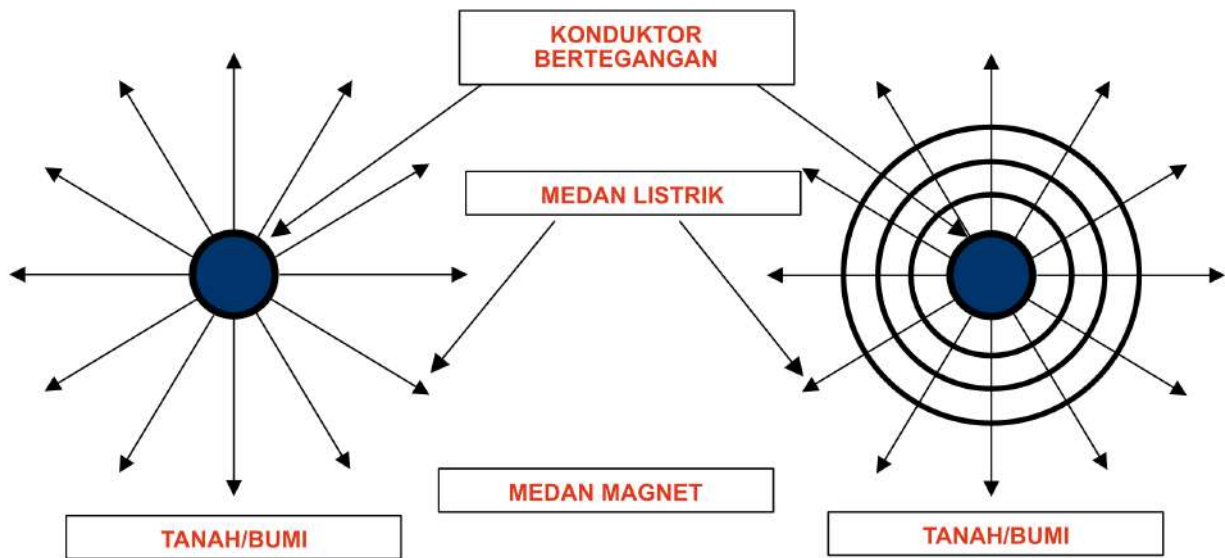 KONDUKTOR
BERTEGANGAN
MEDAN LISTRIK
MEDAN MAGNET
TANAH/BUMI
TANAH/BUMI